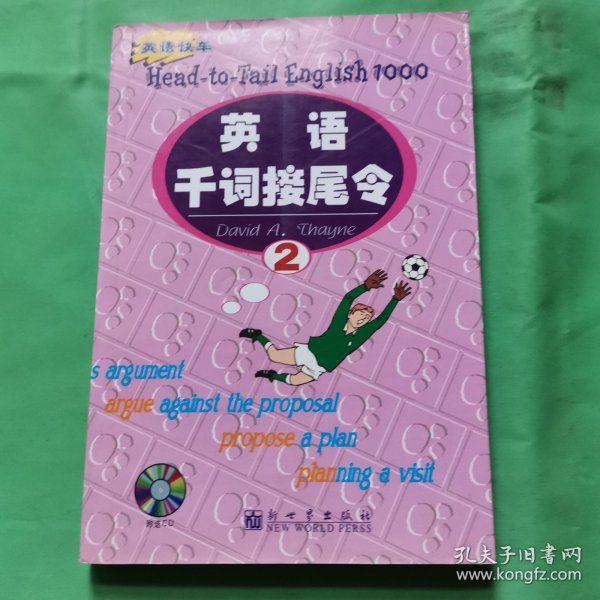 英语快车
Head-to-Tail English 1000
英语
千词接尾令
David A. Thayne
2
s argument
argue against the proposal
propose a plan
planning a visit
附送CD
新世界出版社
NEW WORLD PERSS
孔夫子旧书网
www.kongfz.com